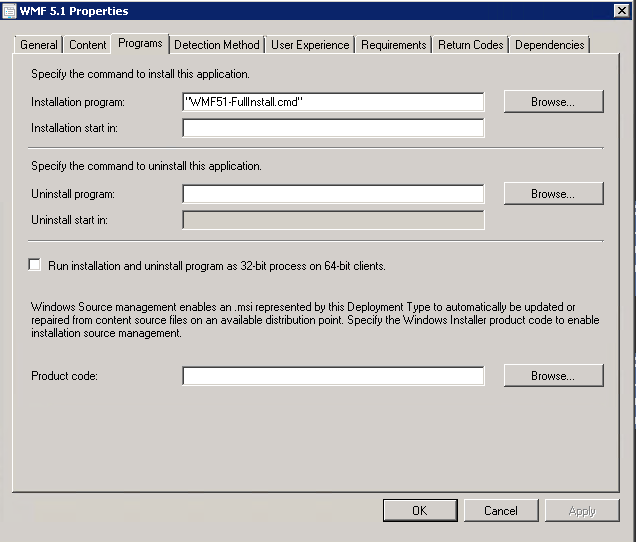 WMF 5.1 Properties
General Content Programs Detection Method User Experience Requirements Return Codes Dependencies
Specify the command to install this application.
Installation program: "WMF51-FullInstall.cmd" Browse...
Installation start in:
Specify the command to uninstall this application.
Uninstall program: Browse...
Uninstall start in:
Run installation and uninstall program as 32-bit process on 64-bit clients.
Windows Source management enables an .msi represented by this Deployment Type to automatically be updated or
repaired from content source files on an available distribution point. Specify the Windows Installer product code to enable
installation source management.
Product code: Browse...
OK Cancel Apply